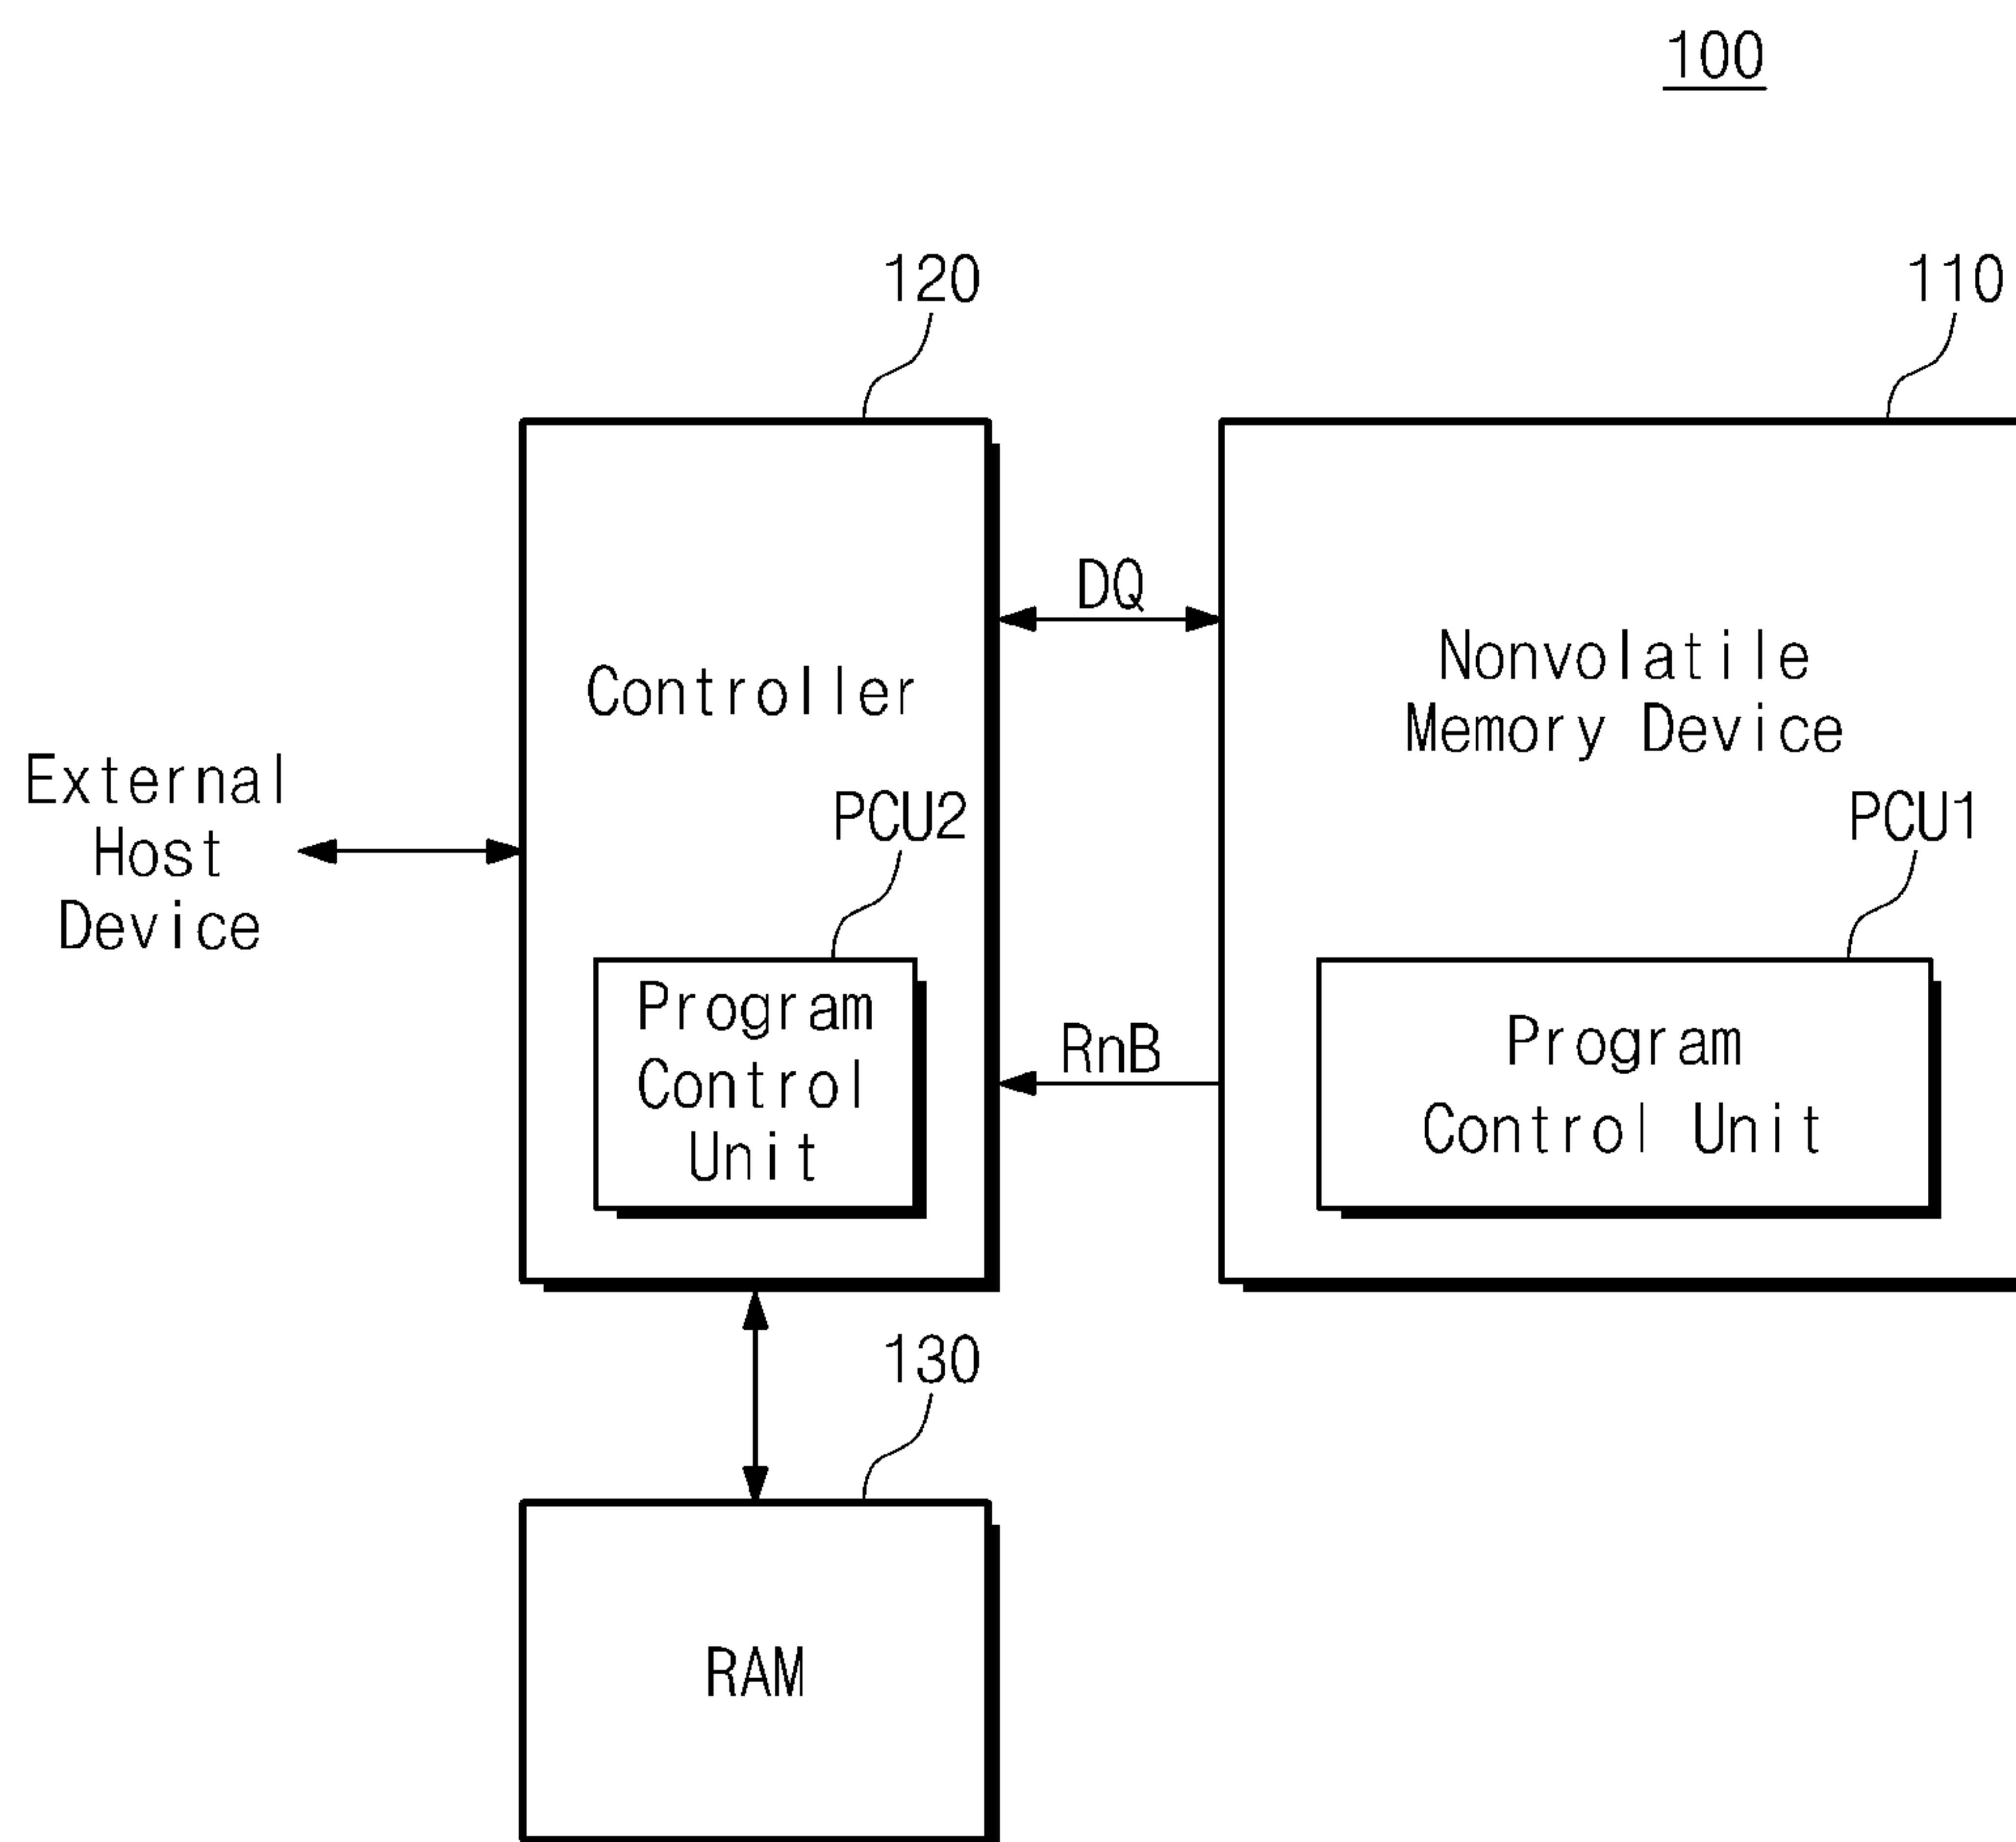 100
120
110
DQ
Nonvolatile
Memory Device
Controller
External
Host
Device
PCU2
PCU1
Program
Control
Unit
RnB
Program
Control Unit
130
RAM